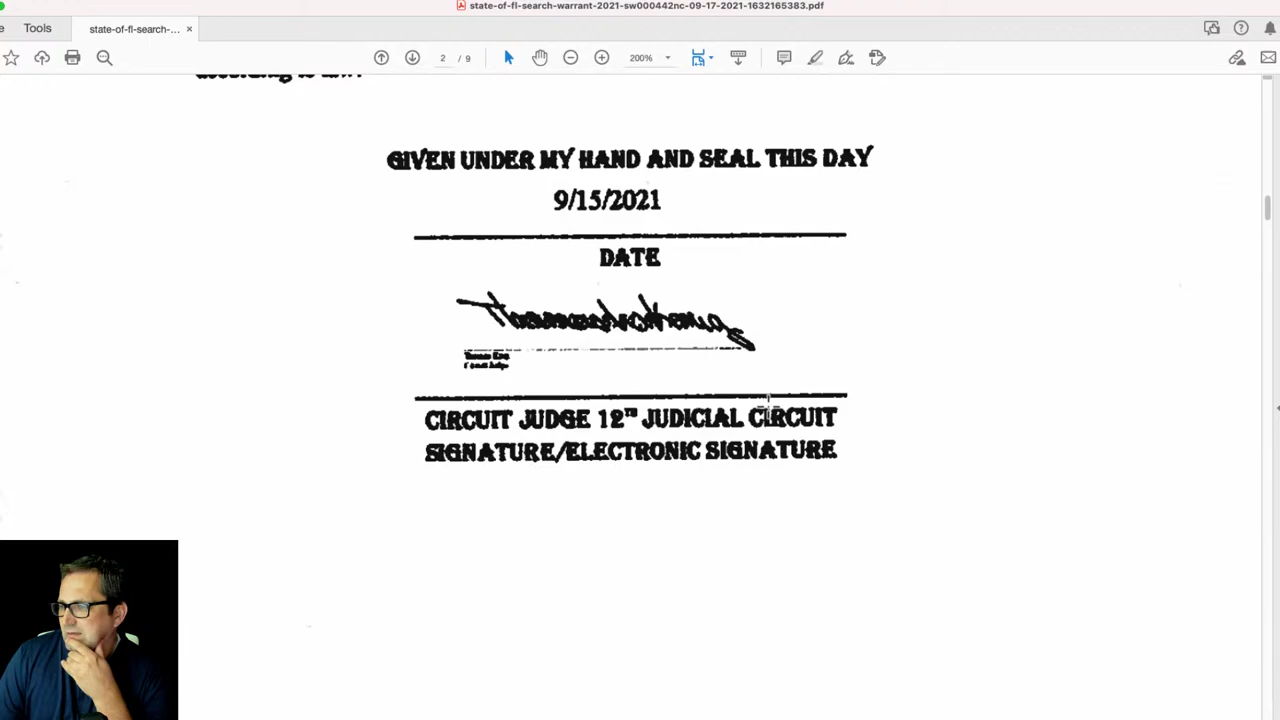 state-of-fl-search-warrant-2021-sw000442nc-09-17-2021-1632165383.pdf
Tools
state-of-fl-search-...
2 / 9
200%
GIVEN UNDER MY HAND AND SEAL THIS DAY
9/15/2021
DATE
CIRCUIT JUDGE 12TH JUDICIAL CIRCUIT
SIGNATURE/ELECTRONIC SIGNATURE